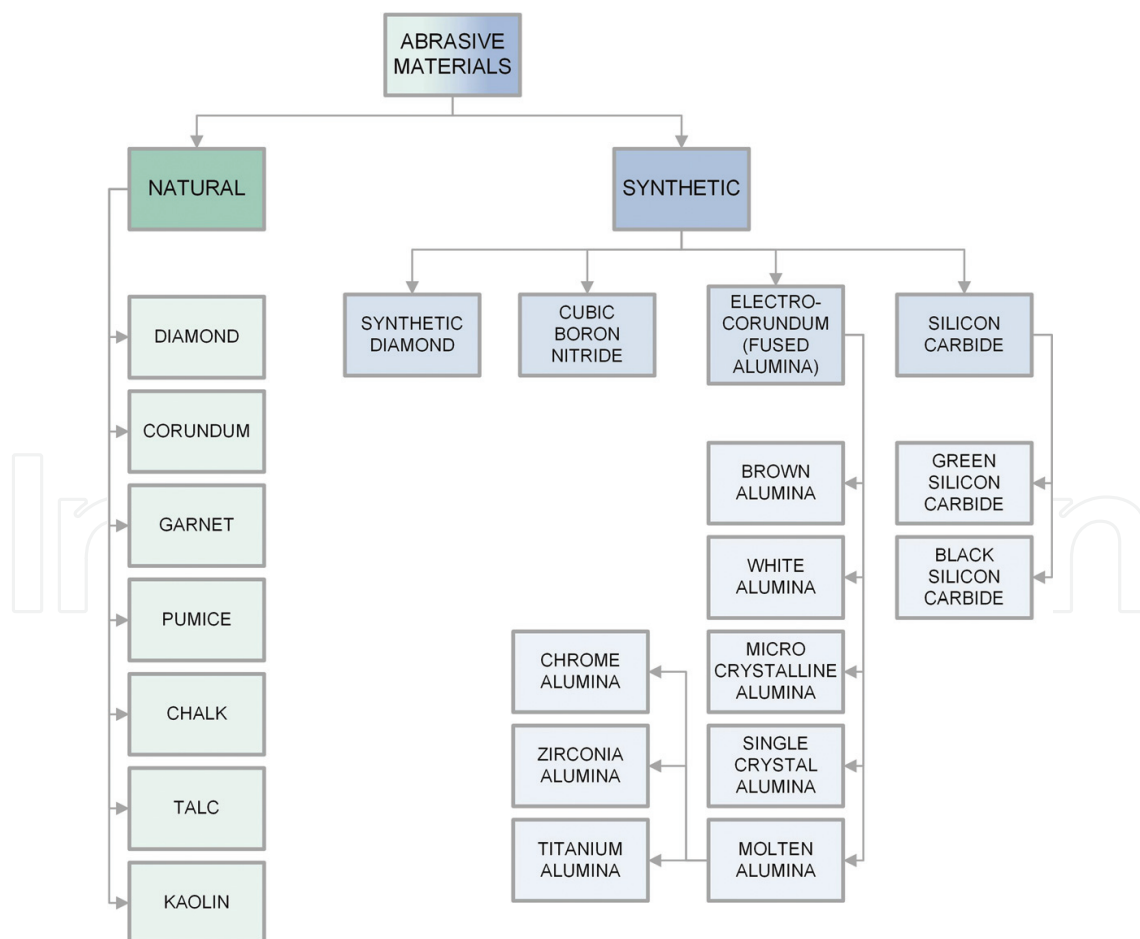 ABRASIVE
MATERIALS
NATURAL
SYNTHETIC
DIAMOND
CORUNDUM
GARNET
PUMICE
CHALK
TALC
KAOLIN
SYNTHETIC
DIAMOND
CUBIC
BORON
NITRIDE
ELECTRO-
CORUNDUM
(FUSED
ALUMINA)
SILICON
CARBIDE
BROWN
ALUMINA
WHITE
ALUMINA
MICRO
CRYSTALLINE
ALUMINA
SINGLE
CRYSTAL
ALUMINA
MOLTEN
ALUMINA
CHROME
ALUMINA
ZIRCONIA
ALUMINA
TITANIUM
ALUMINA
GREEN
SILICON
CARBIDE
BLACK
SILICON
CARBIDE